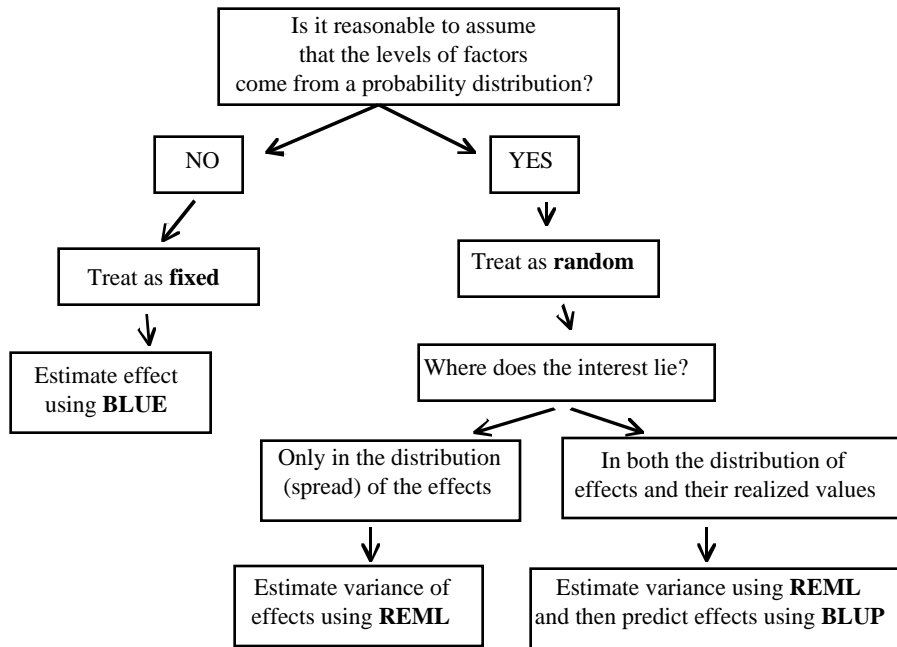 Is it reasonable to assume
that the levels of factors
come from a probability distribution?
NO
YES
Treat as fixed
Treat as random
Estimate effect
using BLUE
Where does the interest lie?
Only in the distribution
(spread) of the effects
In both the distribution of
effects and their realized values
Estimate variance of
effects using REML
Estimate variance using REML
and then predict effects using BLUP